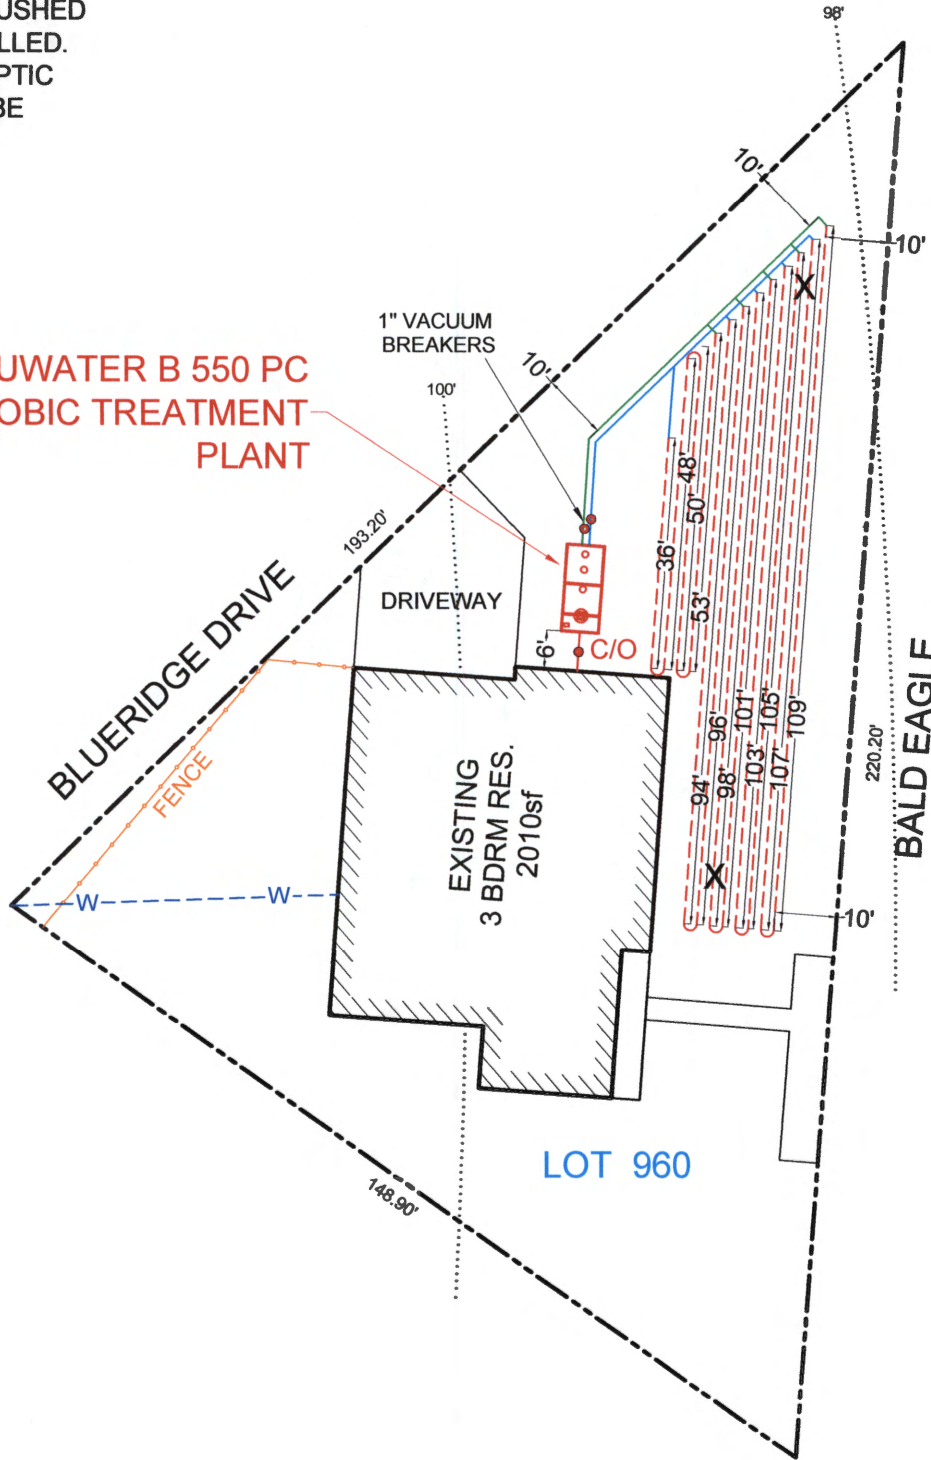 USHED
LLED.
PTIC
BE
98'
10'
10'
1" VACUUM
BREAKERS
UWATER B 550 PC
OBIC TREATMENT
PLANT
100'
10'
X
193.20'
BLUERIDGE DRIVE
DRIVEWAY
36'
50'
48'
53'
6'
C/O
FENCE
94'
96'
98'
101'
103'
105'
107'
109'
220.20'
BALD EAGLE
EXISTING
3 BDRM RES.
2010sf
W
W
X
10'
LOT 960
148.90'